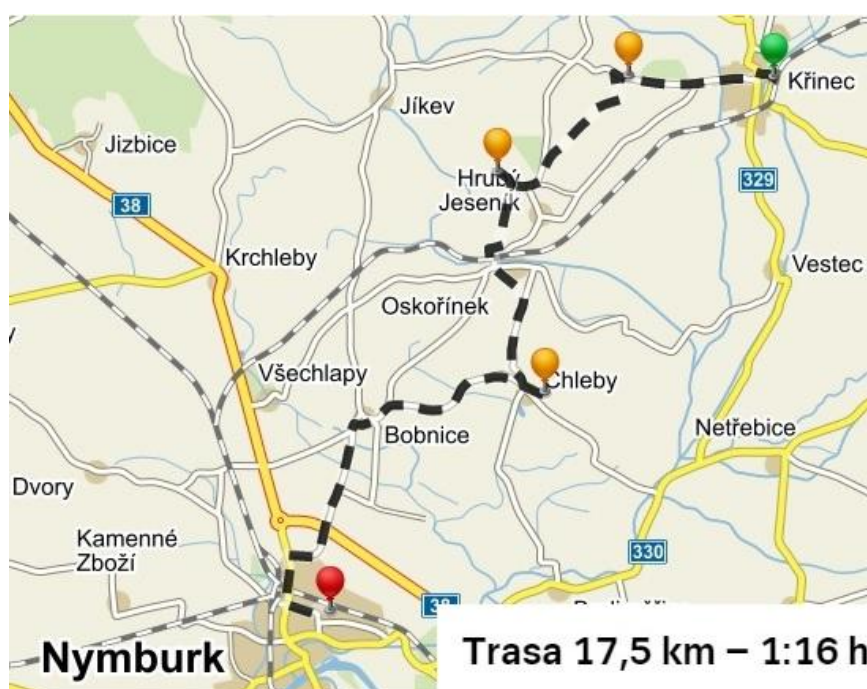 Křinec
Jíkev
Jizbice
Hrubý
Jeseník
329
38
Krchleby
Vestec
Oskořínek
Všechlapy
Chleby
Bobnice
Netřebice
Dvory
Kamenné
Zboží
330
38
Nymburk
Trasa 17,5 km – 1:16 h